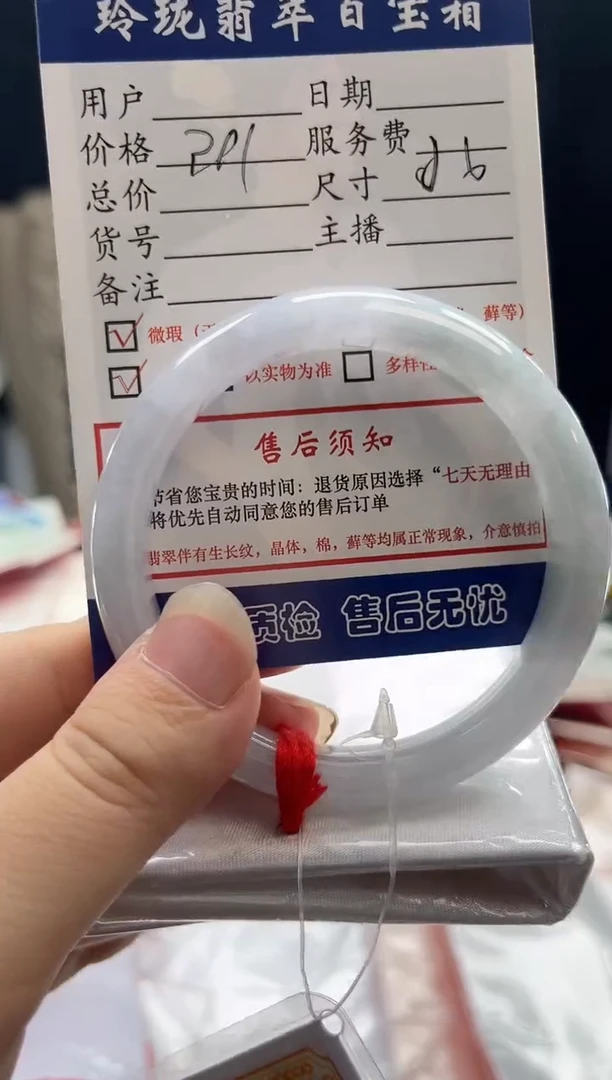 玲珑翡翠百宝箱
用户 日期
价格 服务费
总价 尺寸
货号 主播
备注
微瑕 癣等）
以实物为准 多样性
售后须知
节省您宝贵的时间：退货原因选择“七天无理由
将优先自动同意您的售后订单
翡翠伴有生长纹，晶体，棉，癣等均属正常现象，介意慎拍
质检 售后无忧